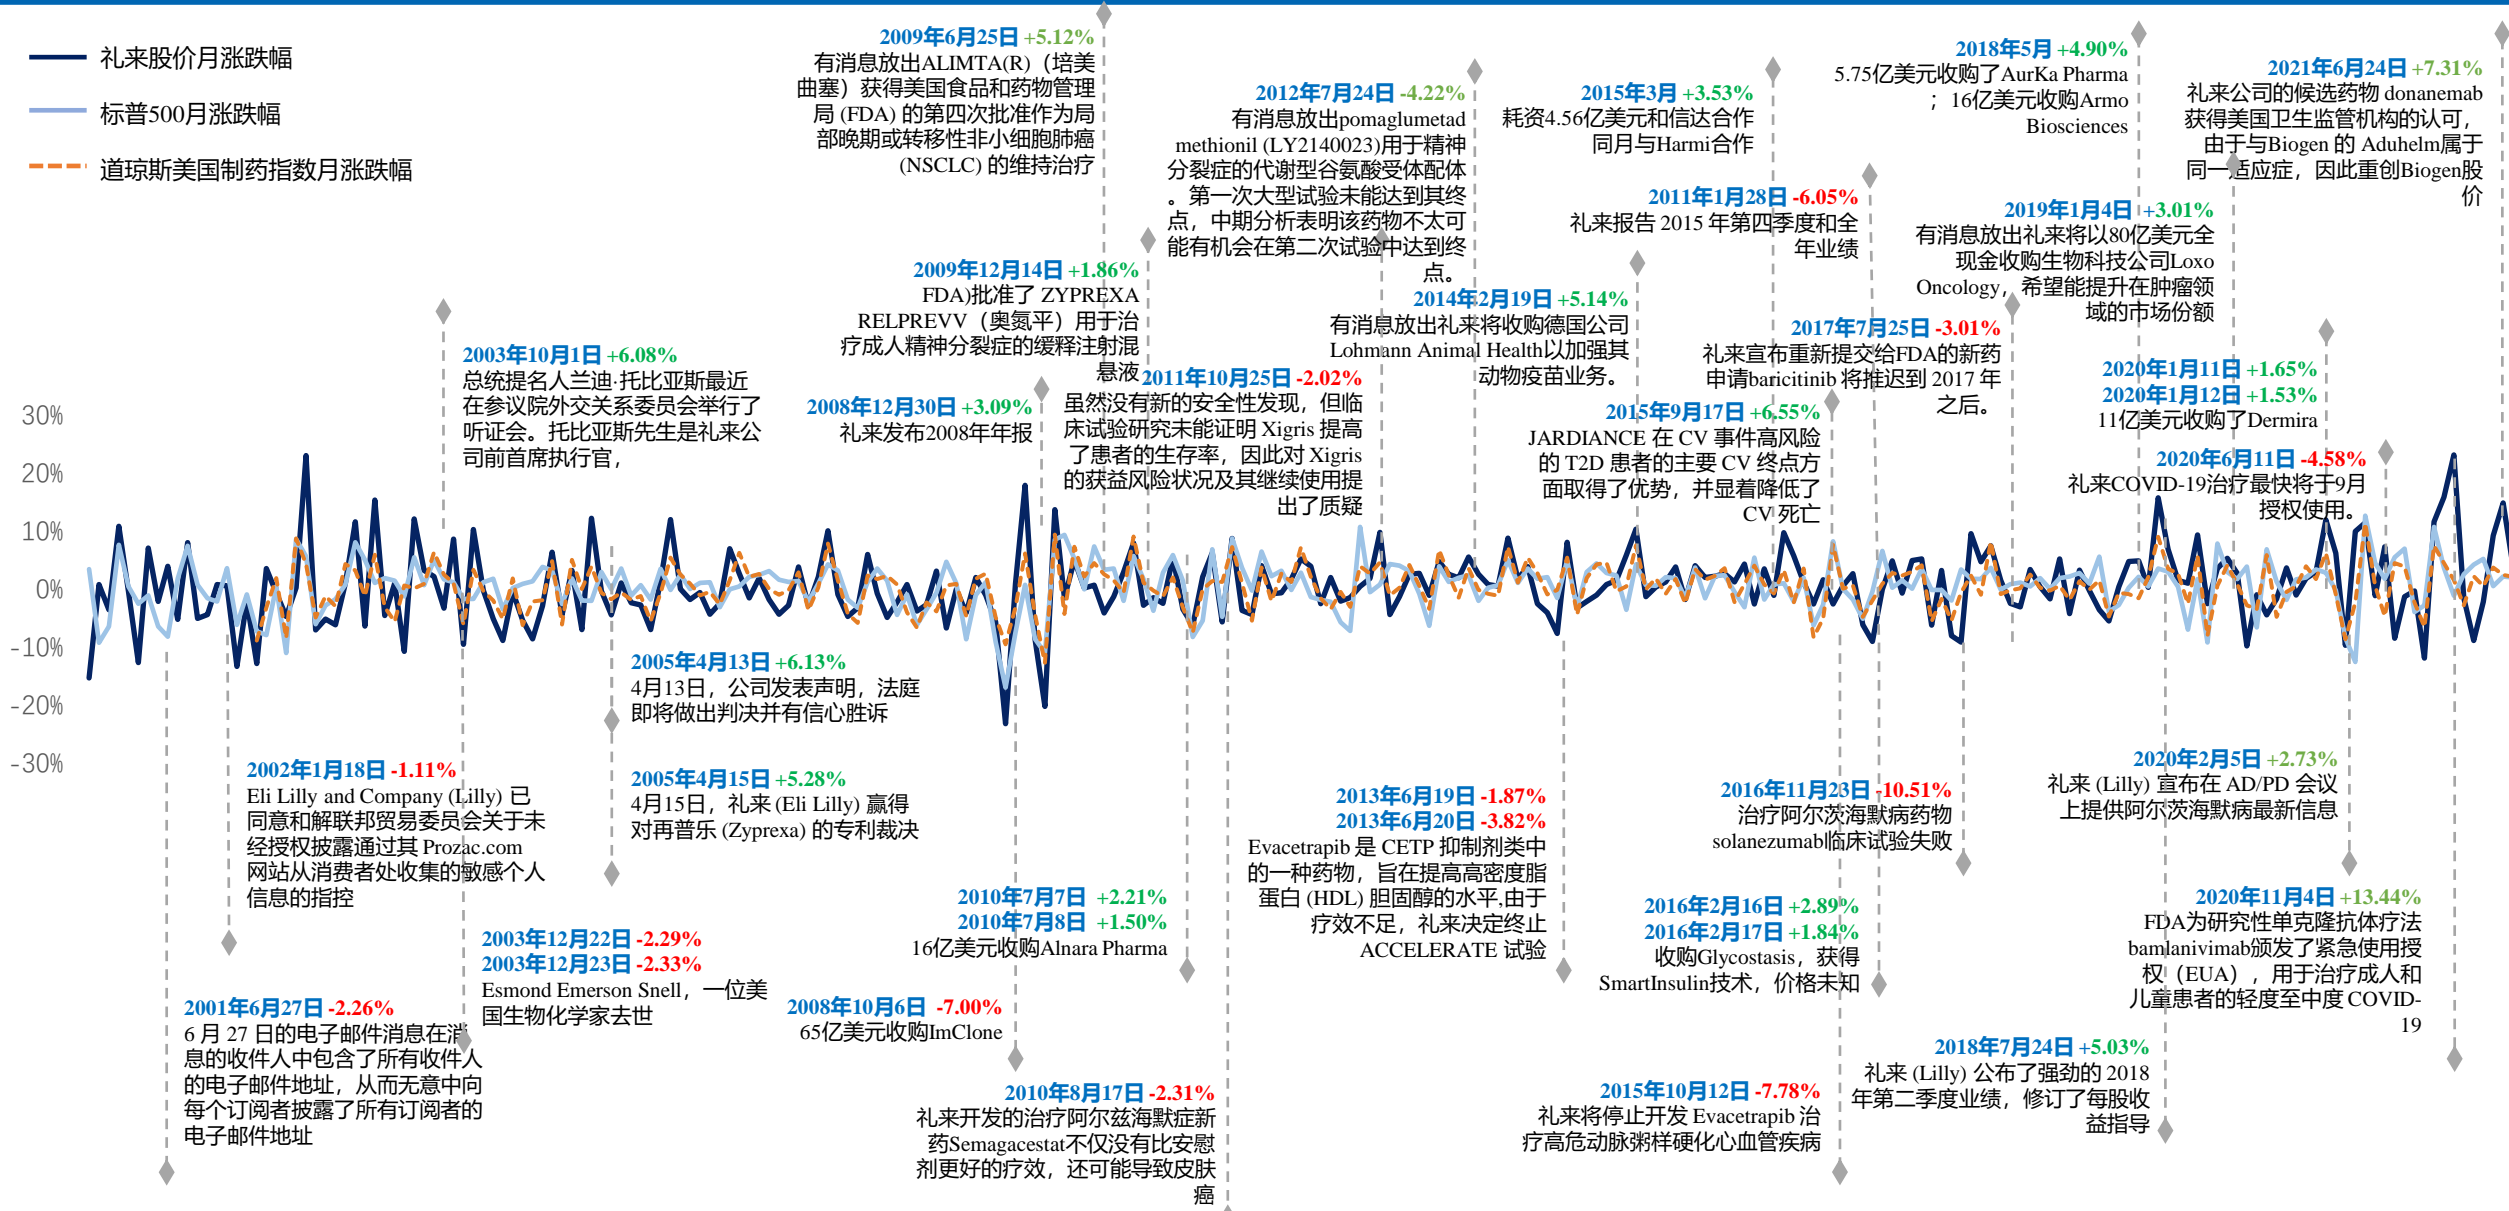 礼来股价月涨跌幅
标普500月涨跌幅
道琼斯美国制药指数月涨跌幅
30%
20%
10%
0%
-10%
-20%
-30%
2009年6月25日 +5.12%
有消息放出ALIMTA(R)（培美
曲塞）获得美国食品和药物管理
局 (FDA) 的第四次批准作为局
部晚期或转移性非小细胞肺癌
(NSCLC) 的维持治疗
2012年7月24日 -4.22%
有消息放出pomaglumetad
methionil (LY2140023)用于精神
分裂症的代谢型谷氨酸受体配体
。第一次大型试验未能达到其终
点，中期分析表明该药物不太可
能有机会在第二次试验中达到终
点。
2015年3月 +3.53%
耗资4.56亿美元和信达合作
同月与Harmi合作
2018年5月 +4.90%
5.75亿美元收购了AurKa Pharma
；16亿美元收购Armo
Biosciences
2021年6月24日 +7.31%
礼来公司的候选药物 donanemab
获得美国卫生监管机构的认可，
由于与Biogen 的 Aduhelm属于
同一适应症，因此重创Biogen股
价
2011年1月28日 -6.05%
礼来报告 2015 年第四季度和全
年业绩
2019年1月4日 +3.01%
有消息放出礼来将以80亿美元全
现金收购生物科技公司Loxo
Oncology，希望能提升在肿瘤领
域的市场份额
2009年12月14日 +1.86%
FDA)批准了 ZYPREXA
RELPREVV（奥氮平）用于治
疗成人精神分裂症的缓释注射混
悬液
2014年2月19日 +5.14%
有消息放出礼来将收购德国公司
Lohmann Animal Health以加强其
动物疫苗业务。
2017年7月25日 -3.01%
礼来宣布重新提交给FDA的新药
申请baricitinib 将推迟到 2017 年
之后。
2003年10月1日 +6.08%
总统提名人兰迪·托比亚斯最近
在参议院外交关系委员会举行了
听证会。托比亚斯先生是礼来公
司前首席执行官，
2008年12月30日 +3.09%
礼来发布2008年年报
2011年10月25日 -2.02%
虽然没有新的安全性发现，但临
床试验研究未能证明 Xigris 提高
了患者的生存率，因此对 Xigris
的获益风险状况及其继续使用提
出了质疑
2015年9月17日 +6.55%
JARDIANCE 在 CV 事件高风险
的 T2D 患者的主要 CV 终点方
面取得了优势，并显着降低了
CV 死亡
2020年1月11日 +1.65%
2020年1月12日 +1.53%
11亿美元收购了Dermira
2020年6月11日 -4.58%
礼来COVID-19治疗最快将于9月
授权使用。
2005年4月13日 +6.13%
4月13日，公司发表声明，法庭
即将做出判决并有信心胜诉
2002年1月18日 -1.11%
Eli Lilly and Company (Lilly) 已
同意和解联邦贸易委员会关于未
经授权披露通过其 Prozac.com
网站从消费者处收集的敏感个人
信息的指控
2005年4月15日 +5.28%
4月15日，礼来 (Eli Lilly) 赢得
对再普乐 (Zyprexa) 的专利裁决
2013年6月19日 -1.87%
2013年6月20日 -3.82%
Evacetrapib 是 CETP 抑制剂类中
的一种药物，旨在提高高密度脂
蛋白 (HDL) 胆固醇的水平,由于
疗效不足，礼来决定终止
ACCELERATE 试验
2016年11月23日 -10.51%
治疗阿尔茨海默病药物
solanezumab临床试验失败
2020年2月5日 +2.73%
礼来 (Lilly) 宣布在 AD/PD 会议
上提供阿尔茨海默病最新信息
2003年12月22日 -2.29%
2003年12月23日 -2.33%
Esmond Emerson Snell，一位美
国生物化学家去世
2010年7月7日 +2.21%
2010年7月8日 +1.50%
16亿美元收购Alnara Pharma
2016年2月16日 +2.89%
2016年2月17日 +1.84%
收购Glycostasis，获得
SmartInsulin技术，价格未知
2020年11月4日 +13.44%
FDA为研究性单克隆抗体疗法
bamlanivimab颁发了紧急使用授
权（EUA），用于治疗成人和
儿童患者的轻度至中度 COVID-
19
2001年6月27日 -2.26%
6 月 27 日的电子邮件消息在消
息的收件人中包含了所有收件人
的电子邮件地址，从而无意中向
每个订阅者披露了所有订阅者的
电子邮件地址
2008年10月6日 -7.00%
65亿美元收购ImClone
2010年8月17日 -2.31%
礼来开发的治疗阿尔兹海默症新
药Semagacestat不仅没有比安慰
剂更好的疗效，还可能导致皮肤
癌
2015年10月12日 -7.78%
礼来将停止开发 Evacetrapib 治
疗高危动脉粥样硬化心血管疾病
2018年7月24日 +5.03%
礼来 (Lilly) 公布了强劲的 2018
年第二季度业绩，修订了每股收
益指导